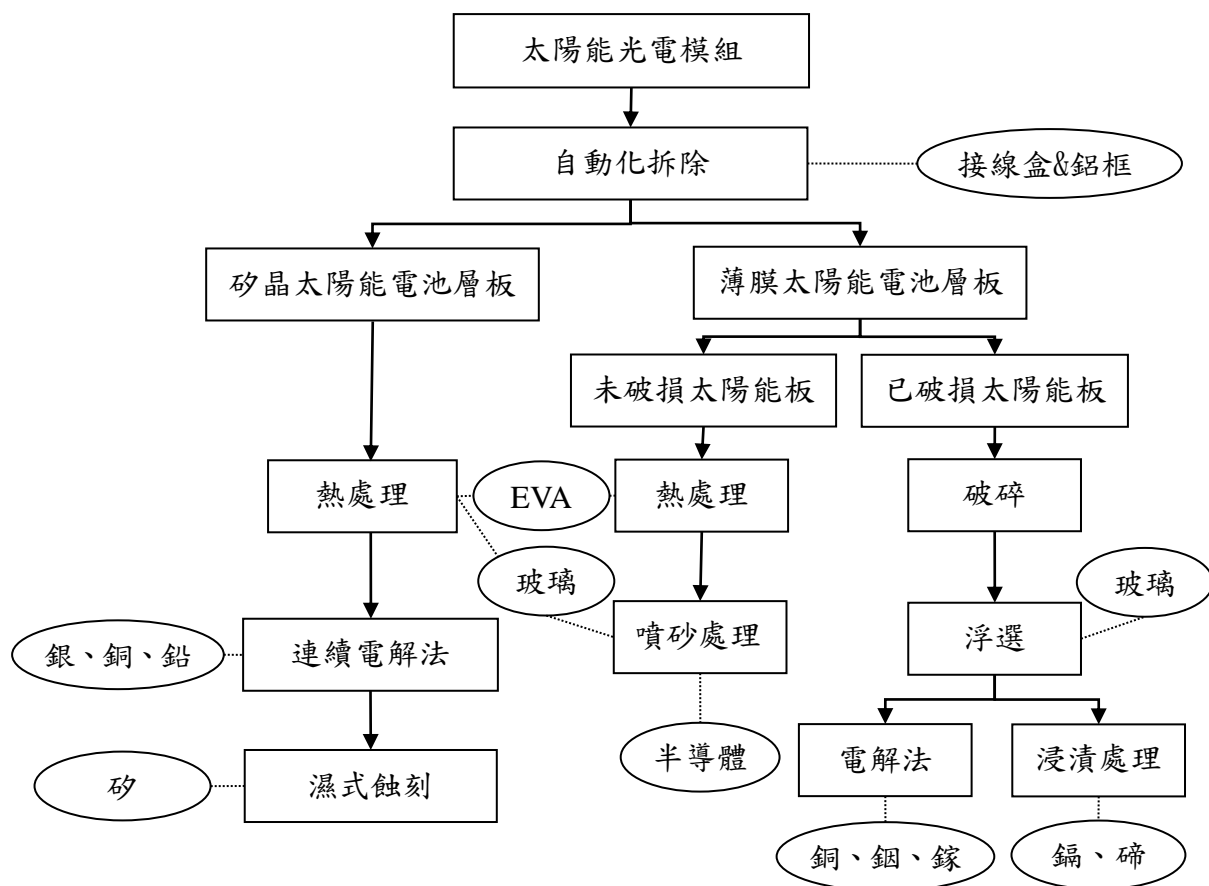 太陽能光電模組
自動化拆除
接線盒&鋁框
矽晶太陽能電池層板
薄膜太陽能電池層板
未破損太陽能板
已破損太陽能板
熱處理
EVA
熱處理
破碎
玻璃
玻璃
銀、銅、鉛
連續電解法
噴砂處理
浮選
矽
濕式蝕刻
半導體
電解法
浸漬處理
銅、銦、鎵
鎘、碲